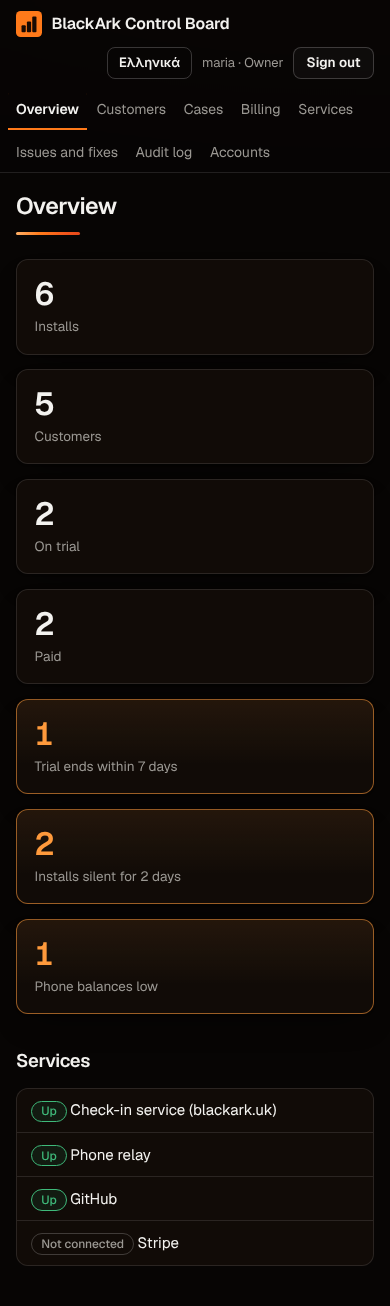 BlackArk Control Board
Ελληνικά maria · Owner Sign out
Overview Customers Cases Billing Services
Issues and fixes Audit log Accounts
Overview
6
Installs
5
Customers
2
On trial
2
Paid
1
Trial ends within 7 days
2
Installs silent for 2 days
1
Phone balances low
Services
Up Check-in service (blackark.uk)
Up Phone relay
Up GitHub
Not connected Stripe